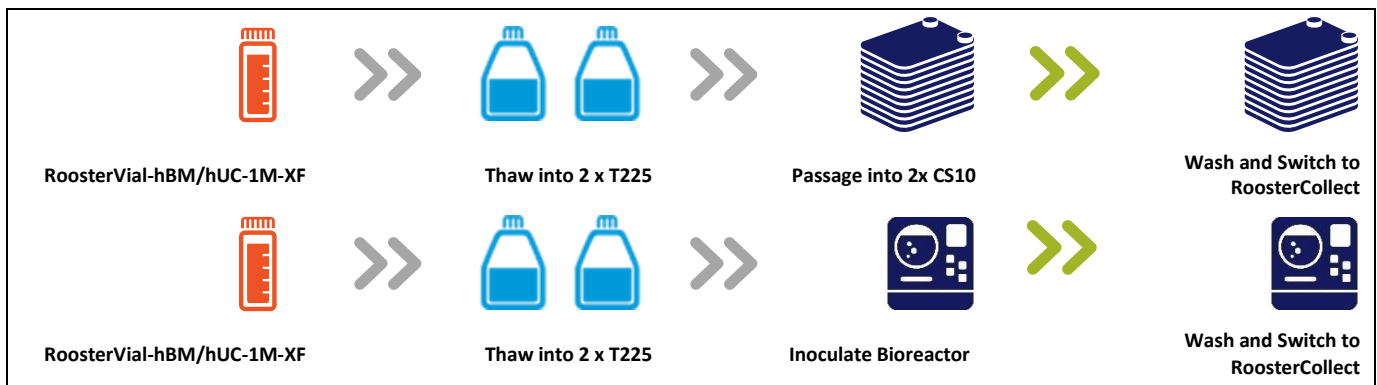 RoosterVial-hBM/hUC-1M-XF
Thaw into 2 x T225
Passage into 2x CS10
Wash and Switch to
RoosterCollect
RoosterVial-hBM/hUC-1M-XF
Thaw into 2 x T225
Inoculate Bioreactor
Wash and Switch to
RoosterCollect